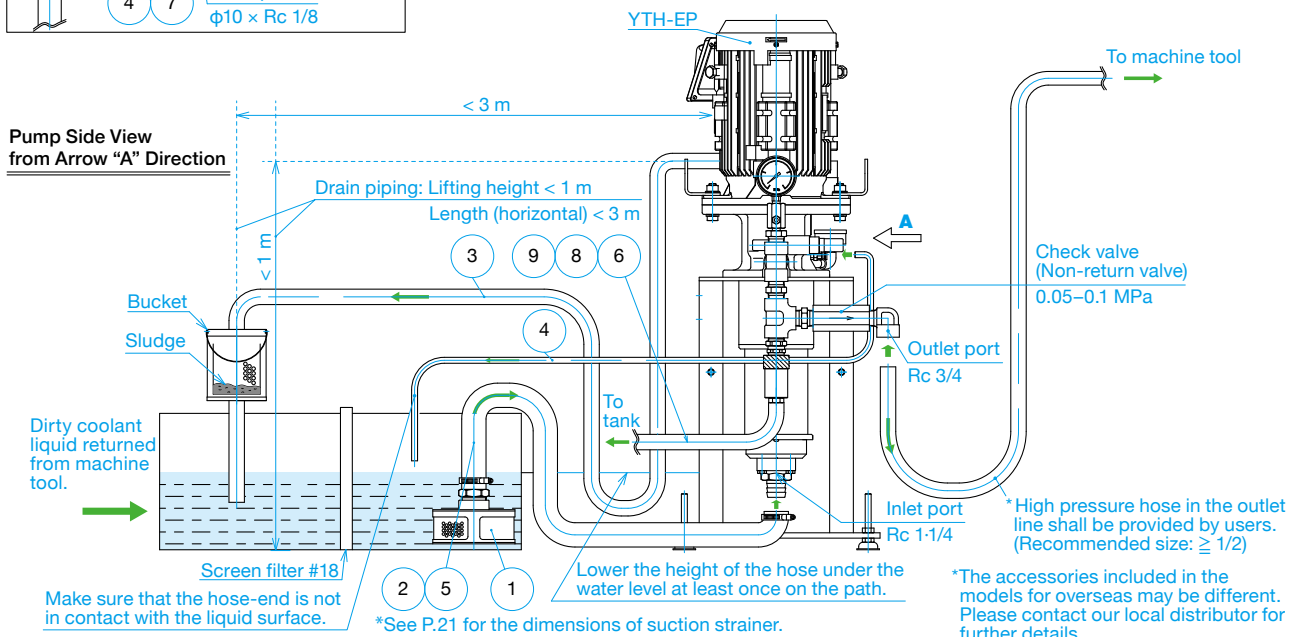 4
7
φ10 × Rc 1/8
YTH-EP
To machine tool
< 3 m
Pump Side View
from Arrow “A” Direction
Drain piping: Lifting height < 1 m
Length (horizontal) < 3 m
< 1 m
A
3
9
8
6
Check valve
(Non-return valve)
0.05–0.1 MPa
Bucket
Sludge
4
Outlet port
Rc 3/4
To
tank
Dirty coolant
liquid returned
from machine
tool.
Inlet port
Rc 1·1/4
*High pressure hose in the outlet
line shall be provided by users.
(Recommended size: ≧ 1/2)
Screen filter #18
2
5
1
Lower the height of the hose under the
water level at least once on the path.
Make sure that the hose-end is not
in contact with the liquid surface.
*See P.21 for the dimensions of suction strainer.
*The accessories included in the
models for overseas may be different.
Please contact our local distributor for
further details